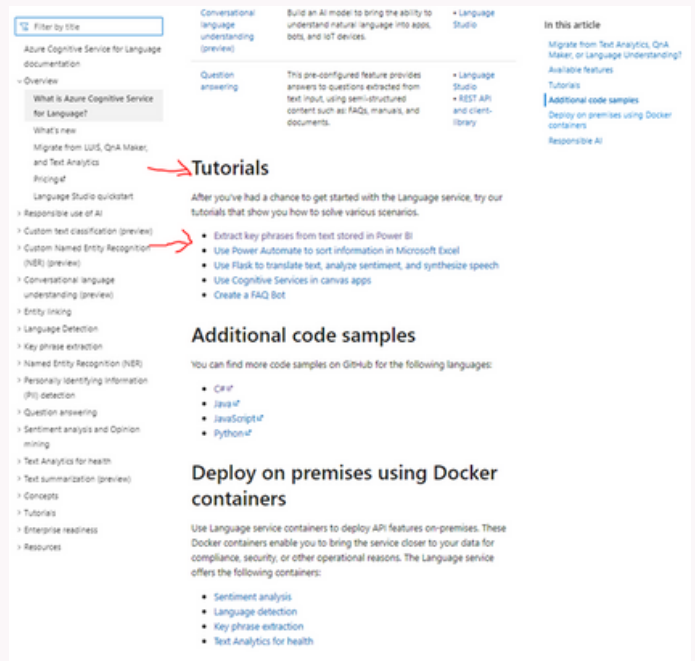 Filter by title
Azure Cognitive Service for Language
documentation
Overview
What is Azure Cognitive Service
for Language?
What's new
Migrate from LUIS, QnA Maker,
and Text Analytics
Pricing
Language Studio quickstart
Responsible use of AI
Custom text classification (preview)
Custom Named Entity Recognition
(NER) (preview)
Conversational language
understanding (preview)
Entity linking
Language Detection
Key phrase extraction
Named Entity Recognition (NER)
Personally Identifying Information
(PII) detection
Question answering
Sentiment analysis and Opinion
mining
Text Analytics for health
Text summarization (preview)
Concepts
Tutorials
Enterprise readiness
Resources
Conversational
language
understanding
(preview)
Build an AI model to bring the ability to
understand natural language into apps,
bots, and IoT devices.
• Language
Studio
Question
answering
This pre-configured feature provides
answers to questions extracted from
text input, using semi-structured
content such as: FAQs, manuals, and
documents.
• Language
Studio
• REST API
and client-
library
Tutorials
After you've had a chance to get started with the Language service, try our
tutorials that show you how to solve various scenarios.
• Extract key phrases from text stored in Power BI
• Use Power Automate to sort information in Microsoft Excel
• Use Flask to translate text, analyze sentiment, and synthesize speech
• Use Cognitive Services in canvas apps
• Create a FAQ Bot
Additional code samples
You can find more code samples on GitHub for the following languages:
• C#
• Java
• JavaScript
• Python
Deploy on premises using Docker
containers
Use Language service containers to deploy API features on-premises. These
Docker containers enable you to bring the service closer to your data for
compliance, security, or other operational reasons. The Language service
offers the following containers:
• Sentiment analysis
• Language detection
• Key phrase extraction
• Text Analytics for health
In this article
Migrate from Text Analytics, QnA
Maker, or Language Understanding?
Available features
Tutorials
Additional code samples
Deploy on premises using Docker
containers
Responsible AI